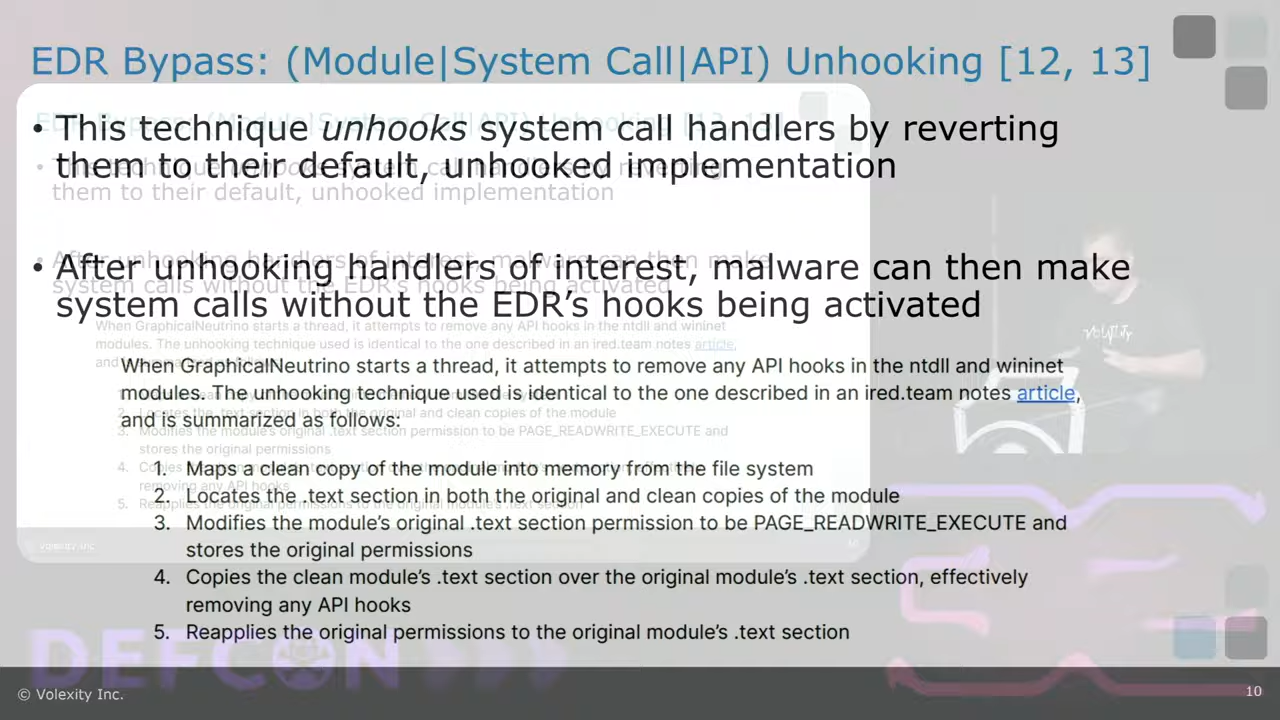 EDR Bypass: (Module|System Call|API) Unhooking [12, 13]
• This technique unhooks system call handlers by reverting
them to their default, unhooked implementation
• After unhooking handlers of interest, malware can then make
system calls without the EDR’s hooks being activated
When GraphicalNeutrino starts a thread, it attempts to remove any API hooks in the ntdll and wininet
modules. The unhooking technique used is identical to the one described in an ired.team notes article,
and is summarized as follows:
1. Maps a clean copy of the module into memory from the file system
2. Locates the .text section in both the original and clean copies of the module
3. Modifies the module’s original .text section permission to be PAGE_READWRITE_EXECUTE and
stores the original permissions
4. Copies the clean module’s .text section over the original module’s .text section, effectively
removing any API hooks
5. Reapplies the original permissions to the original module’s .text section
DEFCON
© Volexity Inc.
10